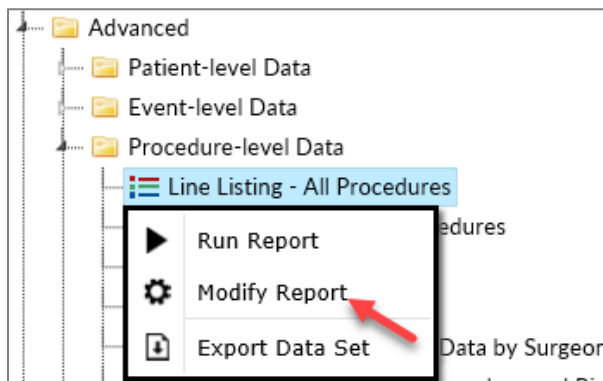 Advanced
Patient-level Data
Event-level Data
Procedure-level Data
Line Listing - All Procedures
Run Report edures
Modify Report
Export Data Set Data by Surgeon